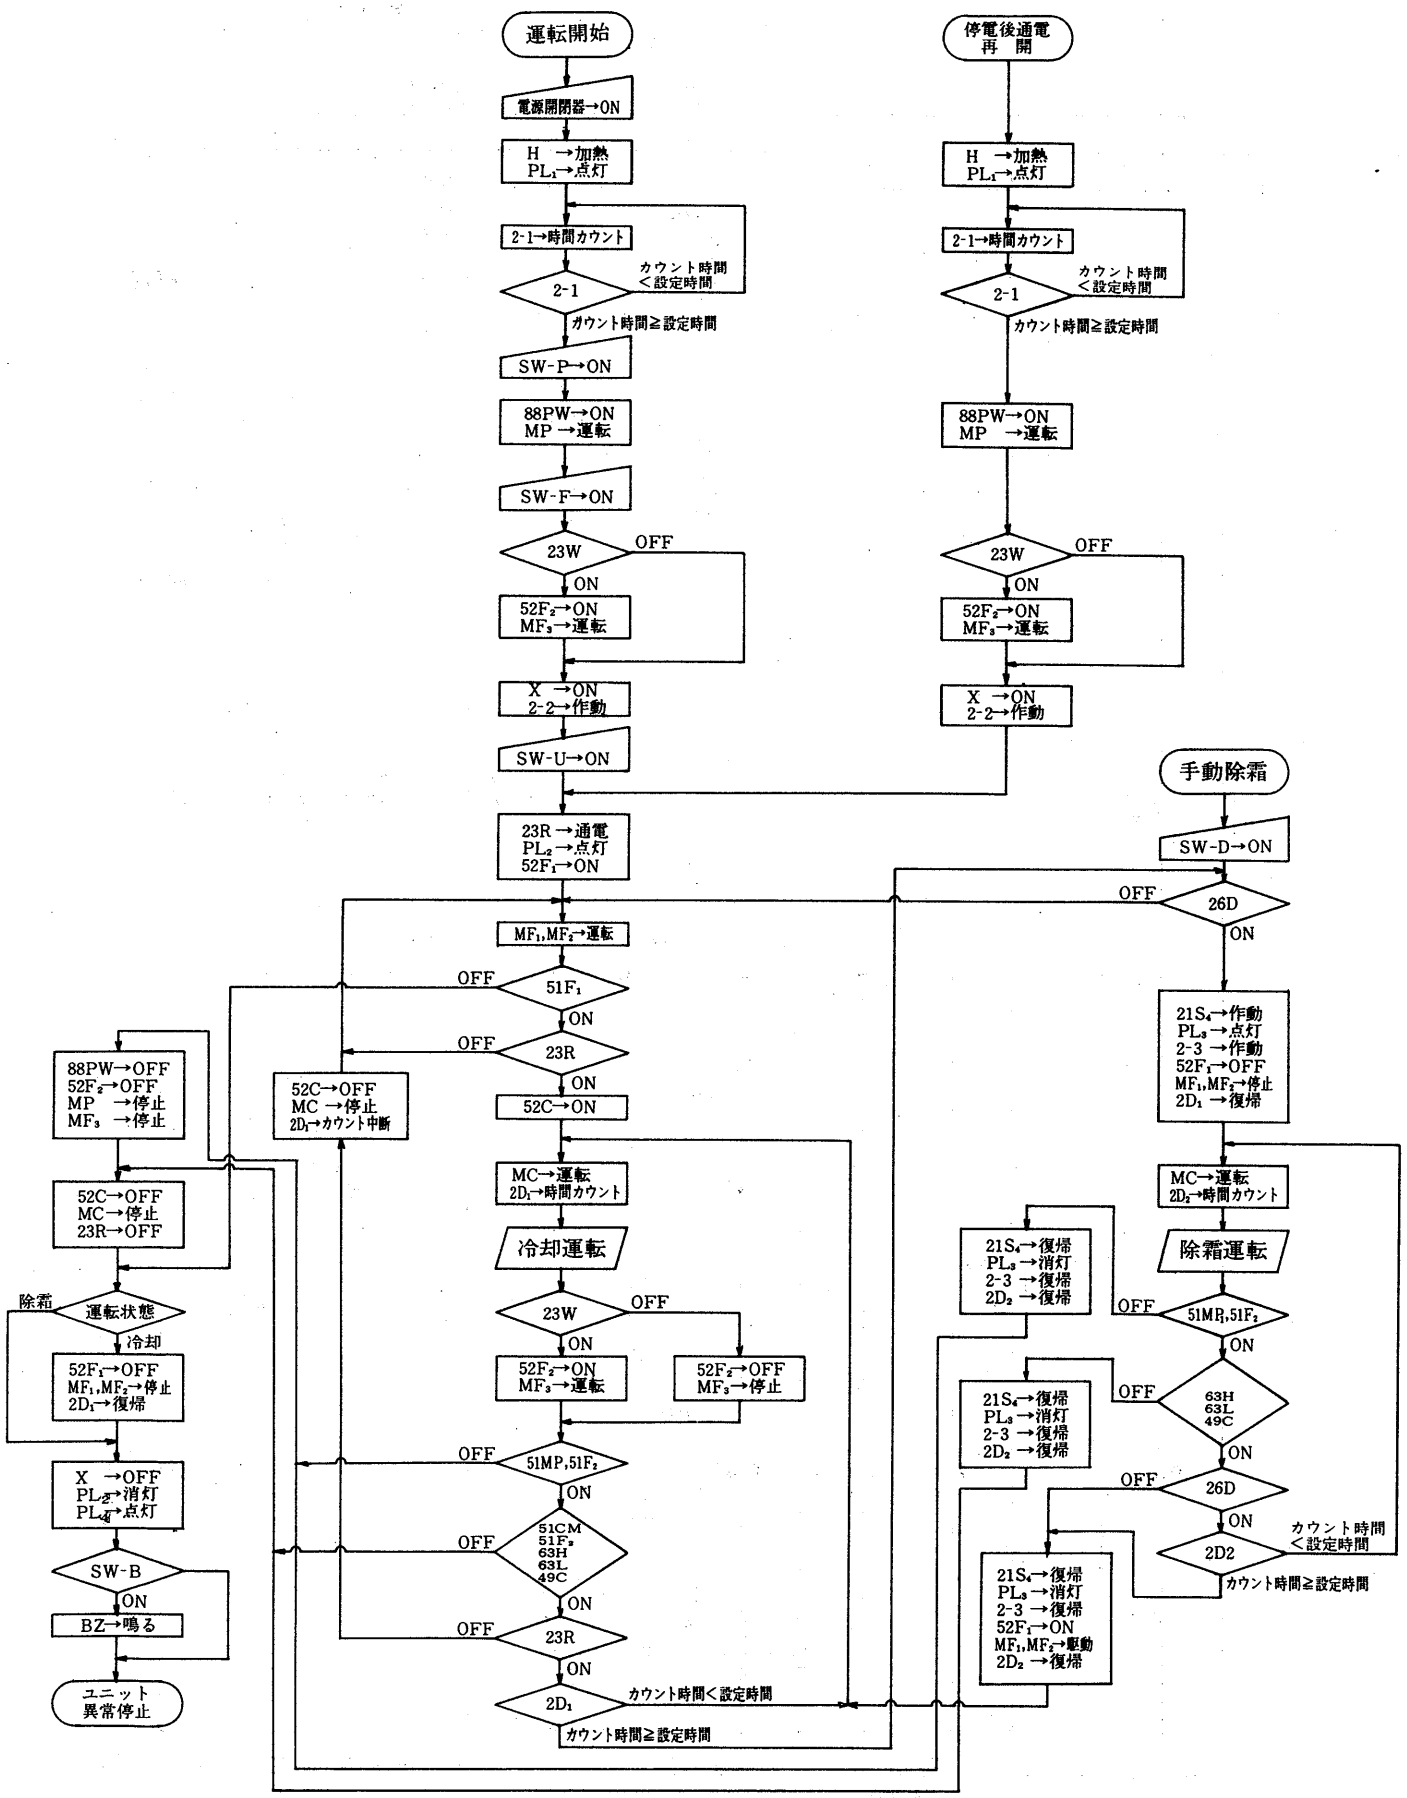 運転開始
電源開閉器→ON
H →加熱
PL₁→点灯
2-1→時間カウント
カウント時間
<設定時間
2-1
カウント時間≧設定時間
SW-P→ON
88PW→ON
MP →運転
SW-F→ON
23W
OFF
ON
52F₂→ON
MF₃→運転
X →ON
2-2→作動
SW-U→ON
23R→通電
PL₂→点灯
52F₁→ON
MF₁,MF₂→運転
OFF
51F₁
ON
OFF
23R
ON
52C→ON
MC→運転
2D₁→時間カウント
冷却運転
23W
OFF
ON
52F₂→ON
MF₃→運転
52F₂→OFF
MF₃→停止
OFF
51MP,51F₂
ON
51CM
51F₂
63H
63L
49C
OFF
ON
OFF
23R
ON
2D₁
カウント時間<設定時間
カウント時間≧設定時間
52C→OFF
MC →停止
2D₁→カウント中断
88PW→OFF
52F₂→OFF
MP →停止
MF₃ →停止
52C→OFF
MC→停止
23R→OFF
除霜
運転状態
冷却
52F₁→OFF
MF₁,MF₂→停止
2D₁→復帰
X →OFF
PL₂→消灯
PL₄→点灯
SW-B
ON
BZ→鳴る
ユニット
異常停止
停電後通電
再 開
H →加熱
PL₁→点灯
2-1→時間カウント
カウント時間
<設定時間
2-1
カウント時間≧設定時間
88PW→ON
MP →運転
23W
OFF
ON
52F₂→ON
MF₃→運転
X →ON
2-2→作動
手動除霜
SW-D→ON
OFF
26D
ON
21S₄→作動
PL₃→点灯
2-3 →作動
52F₁→OFF
MF₁,MF₂→停止
2D₁ →復帰
MC→運転
2D₂→時間カウント
除霜運転
OFF
51MP₁,51F₂
ON
21S₄→復帰
PL₃→消灯
2-3 →復帰
2D₂ →復帰
OFF
63H
63L
49C
ON
21S₄→復帰
PL₃→消灯
2-3 →復帰
2D₂ →復帰
OFF
26D
ON
2D2
カウント時間
<設定時間
カウント時間≧設定時間
21S₄→復帰
PL₃→消灯
2-3 →復帰
52F₁→ON
MF₁,MF₂→駆動
2D₂ →復帰